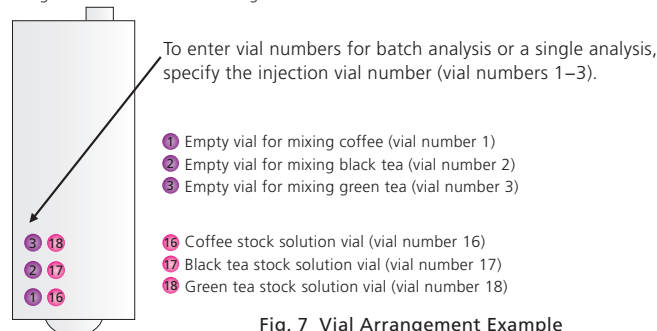 To enter vial numbers for batch analysis or a single analysis,
specify the injection vial number (vial numbers 1–3).
1 Empty vial for mixing coffee (vial number 1)
2 Empty vial for mixing black tea (vial number 2)
3 Empty vial for mixing green tea (vial number 3)
3 18
2 17
1 16
16 Coffee stock solution vial (vial number 16)
17 Black tea stock solution vial (vial number 17)
18 Green tea stock solution vial (vial number 18)
Fig. 7 Vial Arrangement Example